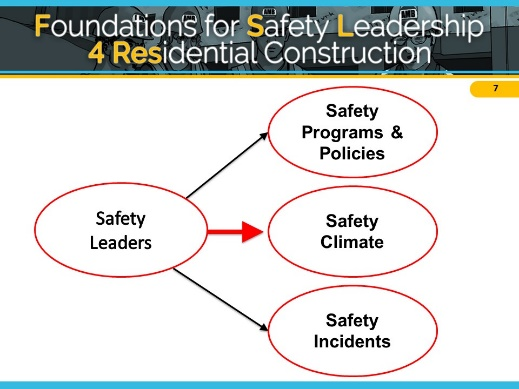 Foundations for Safety Leadership
4 Residential Construction
7
Safety
Programs &
Policies
Safety
Leaders
Safety
Climate
Safety
Incidents